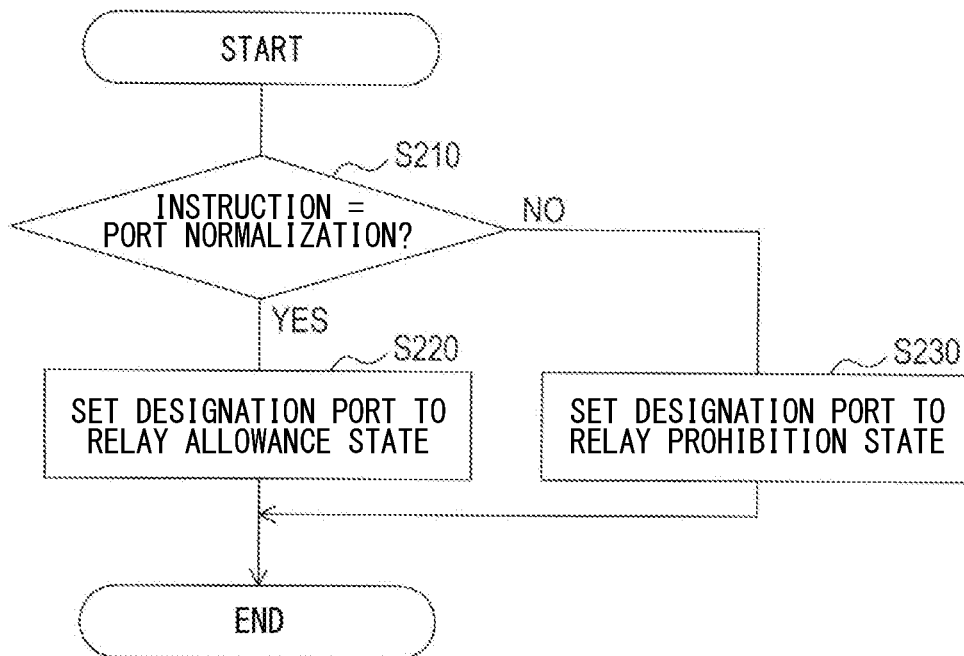 START
S210
INSTRUCTION =
PORT NORMALIZATION?
NO
YES
S220
SET DESIGNATION PORT TO
RELAY ALLOWANCE STATE
S230
SET DESIGNATION PORT TO
RELAY PROHIBITION STATE
END